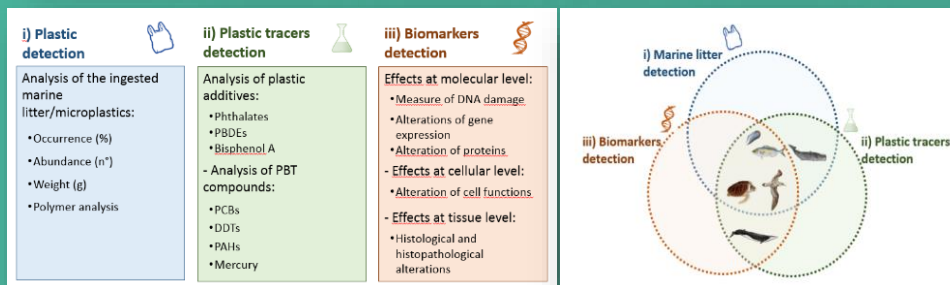 i) Plastic
detection
Analysis of the ingested
marine
litter/microplastics:
•Occurrence (%)
•Abundance (n°)
•Weight (g)
•Polymer analysis
ii) Plastic tracers
detection
Analysis of plastic
additives:
•Phthalates
•PBDEs
•Bisphenol A
- Analysis of PBT
compounds:
•PCBs
•DDTs
•PAHs
•Mercury
iii) Biomarkers
detection
Effects at molecular level:
•Measure of DNA damage
•Alterations of gene
expression
•Alteration of proteins
- Effects at cellular level:
•Alteration of cell functions
- Effects at tissue level:
•Histological and
histopathological
alterations
i) Marine litter
detection
iii) Biomarkers
detection
ii) Plastic tracers
detection